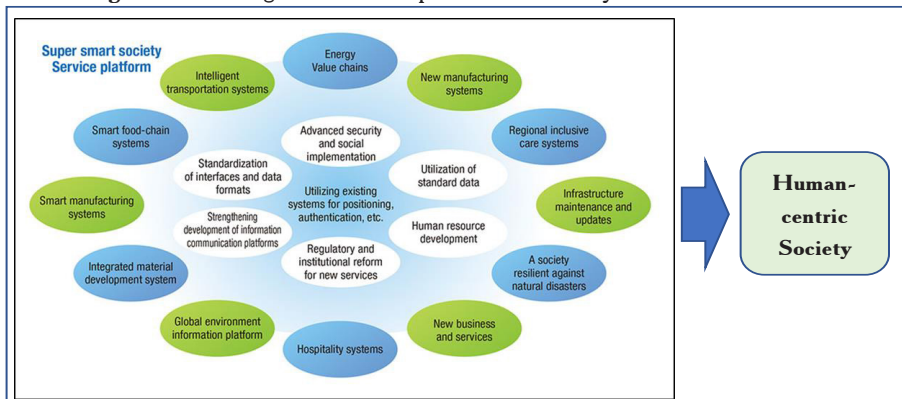 Super smart society
Service platform
Energy
Value chains
Intelligent
transportation systems
New manufacturing
systems
Smart food-chain
systems
Regional inclusive
care systems
Advanced security
and social
implementation
Standardization
of interfaces and data
formats
Utilization of
standard data
Utilizing existing
systems for positioning,
authentication, etc.
Smart manufacturing
systems
Infrastructure
maintenance and
updates
Strengthening
development of information
communication platforms
Human resource
development
Regulatory and
institutional reform
for new services
Integrated material
development system
A society
resilient against
natural disasters
Global environment
information platform
New business
and services
Hospitality systems
Human-
centric
Society